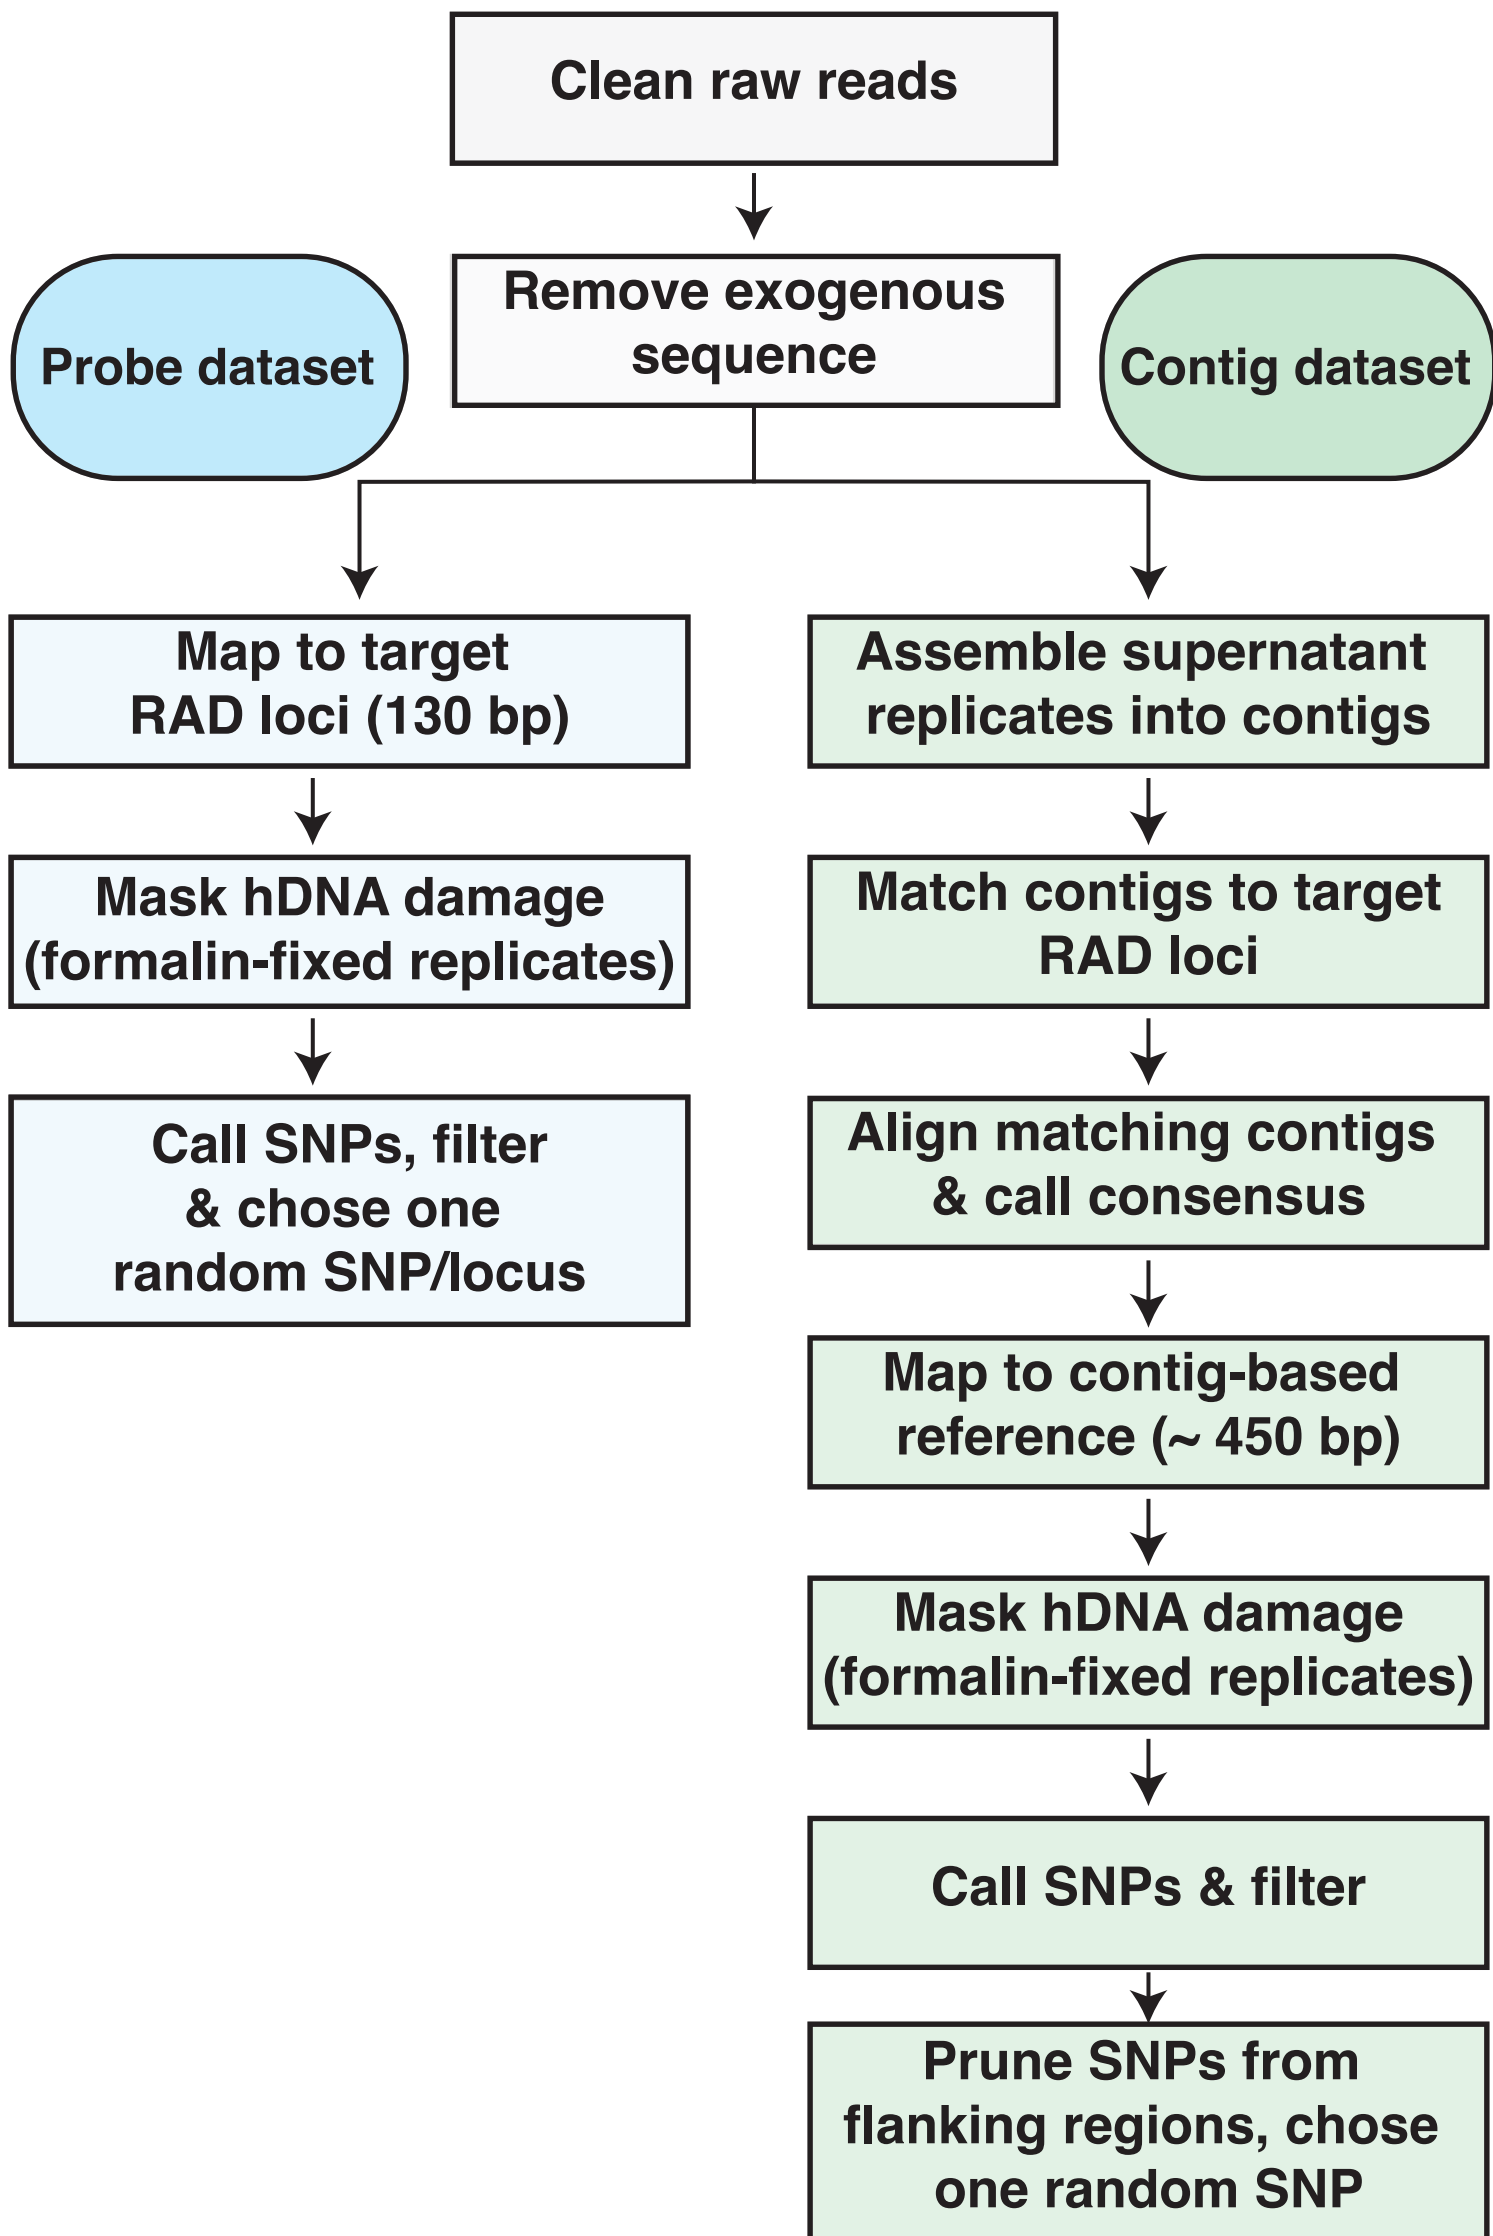 Clean raw reads
Remove exogenous
sequence
Probe dataset
Contig dataset
Map to target
RAD loci (130 bp)
Mask hDNA damage
(formalin-fixed replicates)
Call SNPs, filter
& chose one
random SNP/locus
Assemble supernatant
replicates into contigs
Match contigs to target
RAD loci
Align matching contigs
& call consensus
Map to contig-based
reference (~ 450 bp)
Mask hDNA damage
(formalin-fixed replicates)
Call SNPs & filter
Prune SNPs from
flanking regions, chose
one random SNP